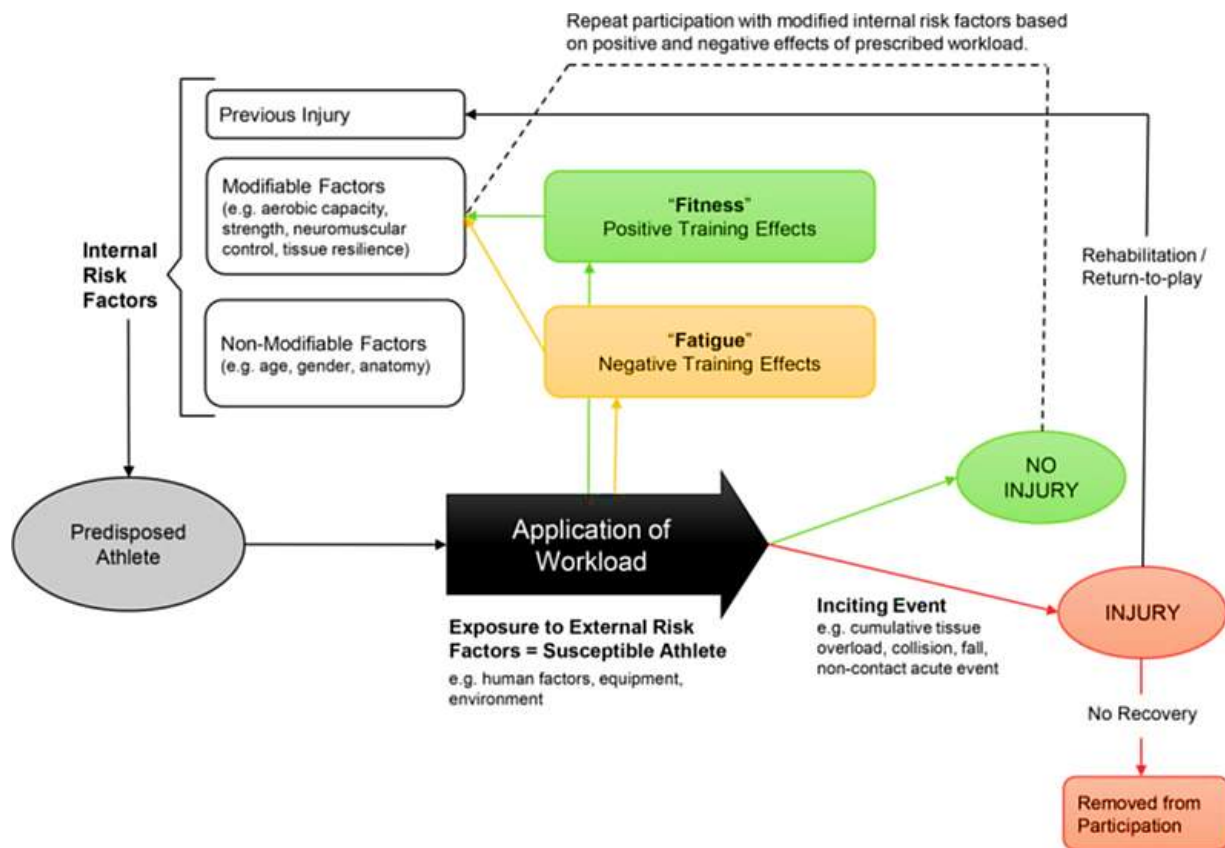 Repeat participation with modified internal risk factors based
on positive and negative effects of prescribed workload.
Previous Injury
Modifiable Factors
(e.g. aerobic capacity,
strength, neuromuscular
control, tissue resilience)
"Fitness"
Positive Training Effects
Internal
Risk
Factors
Rehabilitation /
Return-to-play
Non-Modifiable Factors
(e.g. age, gender, anatomy)
"Fatigue"
Negative Training Effects
NO
INJURY
Predisposed
Athlete
Application of
Workload
Exposure to External Risk
Factors = Susceptible Athlete
e.g. human factors, equipment,
environment
Inciting Event
e.g. cumulative tissue
overload, collision, fall,
non-contact acute event
INJURY
No Recovery
Removed from
Participation